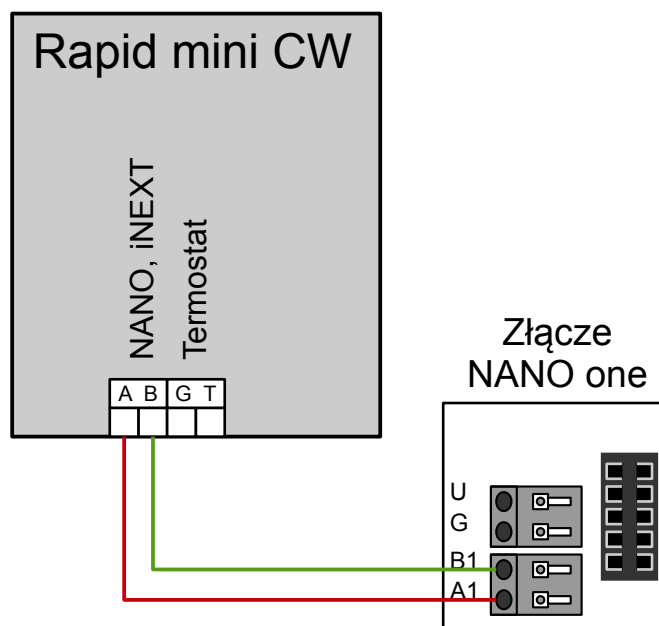 Rapid mini CW
NANO, iNEXT
Termostat
A B G T
Złącze
NANO one
U
G
B1
A1